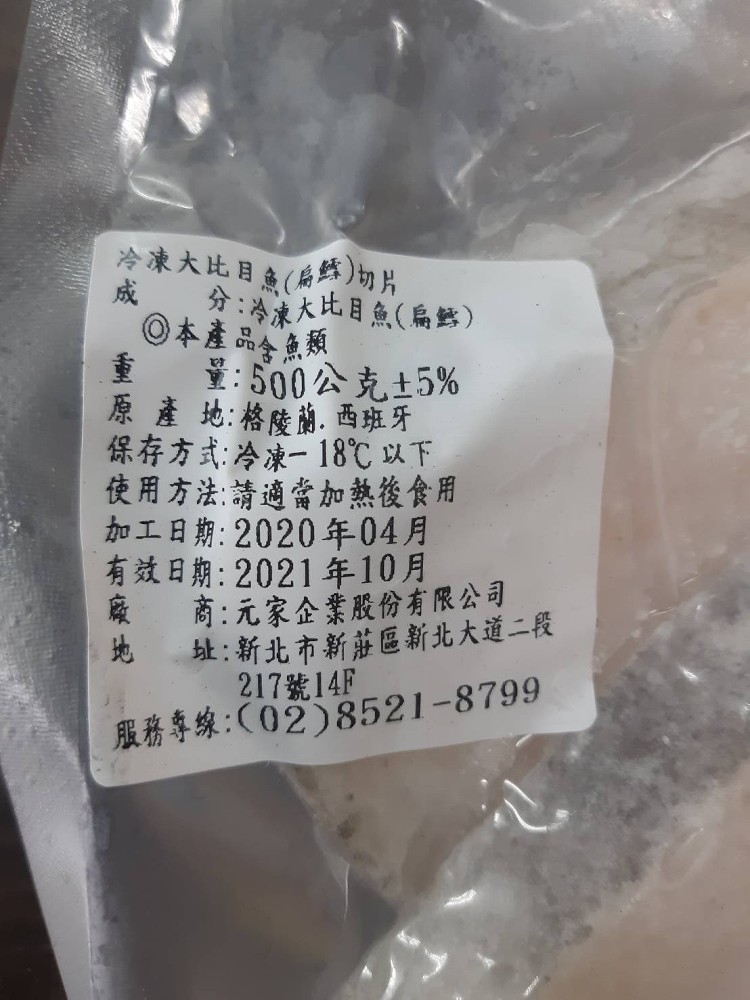 冷凍大比目魚(扁鱈)切片
成分:冷凍大比目魚(扁鱈)
◎本產品含魚類
重量:500公克±5%
原產地:格陵蘭.西班牙
保存方式:冷凍-18℃以下
使用方法:請適當加熱後食用
加工日期:2020年04月
有效日期:2021年10月
廠商:元家企業股份有限公司
地址:新北市新莊區新北大道二段
217號14F
服務專線:(02)8521-8799